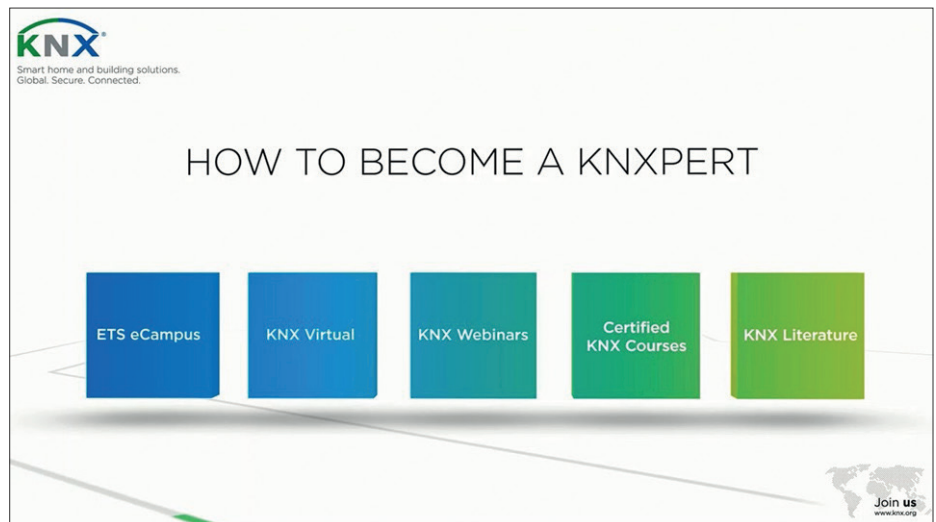 KNX®
Smart home and building solutions.
Global. Secure. Connected.
HOW TO BECOME A KNXPERT
ETS eCampus
KNX Virtual
KNX Webinars
Certified
KNX Courses
KNX Literature
Join us
www.knx.org